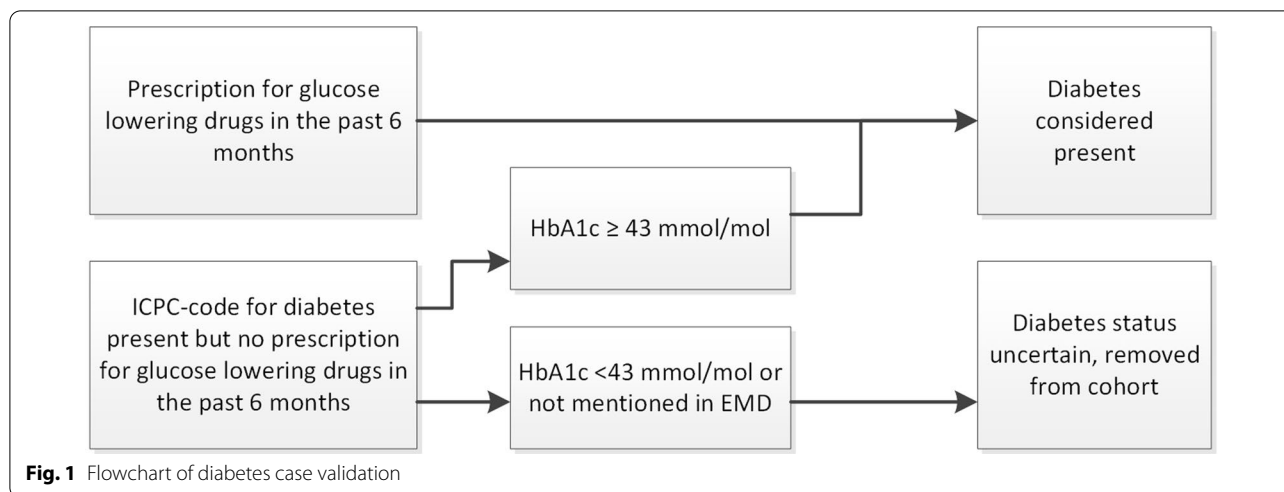 Prescription for glucose
lowering drugs in the past 6
months
Diabetes
considered
present
HbA1c ≥ 43 mmol/mol
ICPC-code for diabetes
present but no prescription
for glucose lowering drugs in
the past 6 months
HbA1c <43 mmol/mol or
not mentioned in EMD
Diabetes status
uncertain, removed
from cohort
Fig. 1 Flowchart of diabetes case validation